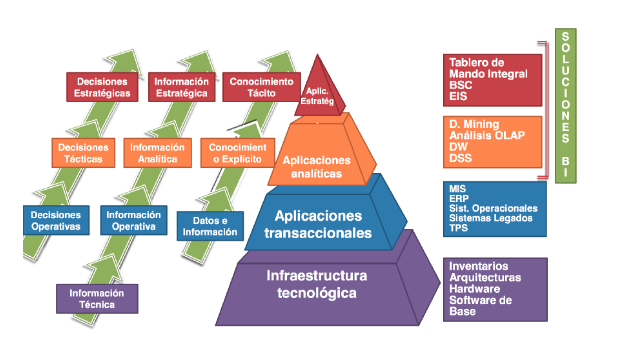 SOLUCIONES BI
Decisiones
Estratégicas
Información
Estratégica
Conocimiento
Tácito
Aplic.
Estratég
Tablero de
Mando Integral
BSC
EIS
Decisiones
Tácticas
Información
Analítica
Conocimient
o Explícito
Aplicaciones
analíticas
D. Mining
Análisis OLAP
DW
DSS
Decisiones
Operativas
Información
Operativa
Datos e
Información
Aplicaciones
transaccionales
MIS
ERP
Sist. Operacionales
Sistemas Legados
TPS
Información
Técnica
Infraestructura
tecnológica
Inventarios
Arquitecturas
Hardware
Software de
Base